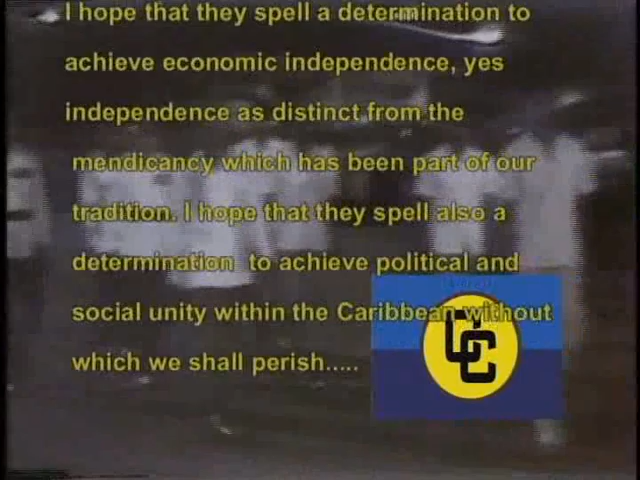 I hope that they spell a determination to
achieve economic independence, yes
independence as distinct from the
mendicancy which has been part of our
tradition. I hope that they spell also a
determination to achieve political and
social unity within the Caribbean without
which we shall perish.....
CC